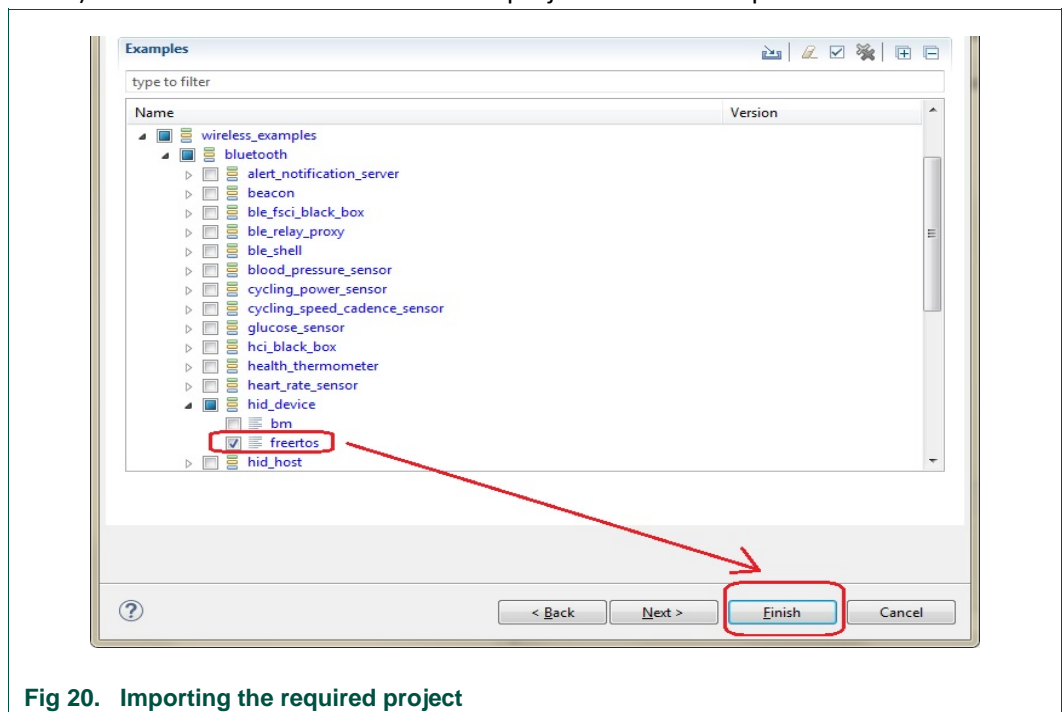 Examples
type to filter
Name Version
wireless_examples
bluetooth
alert_notification_server
beacon
ble_fsci_black_box
ble_relay_proxy
ble_shell
blood_pressure_sensor
cycling_power_sensor
cycling_speed_cadence_sensor
glucose_sensor
hci_black_box
health_thermometer
heart_rate_sensor
hid_device
bm
freertos
hid_host
? < Back Next > Finish Cancel
Fig 20. Importing the required project